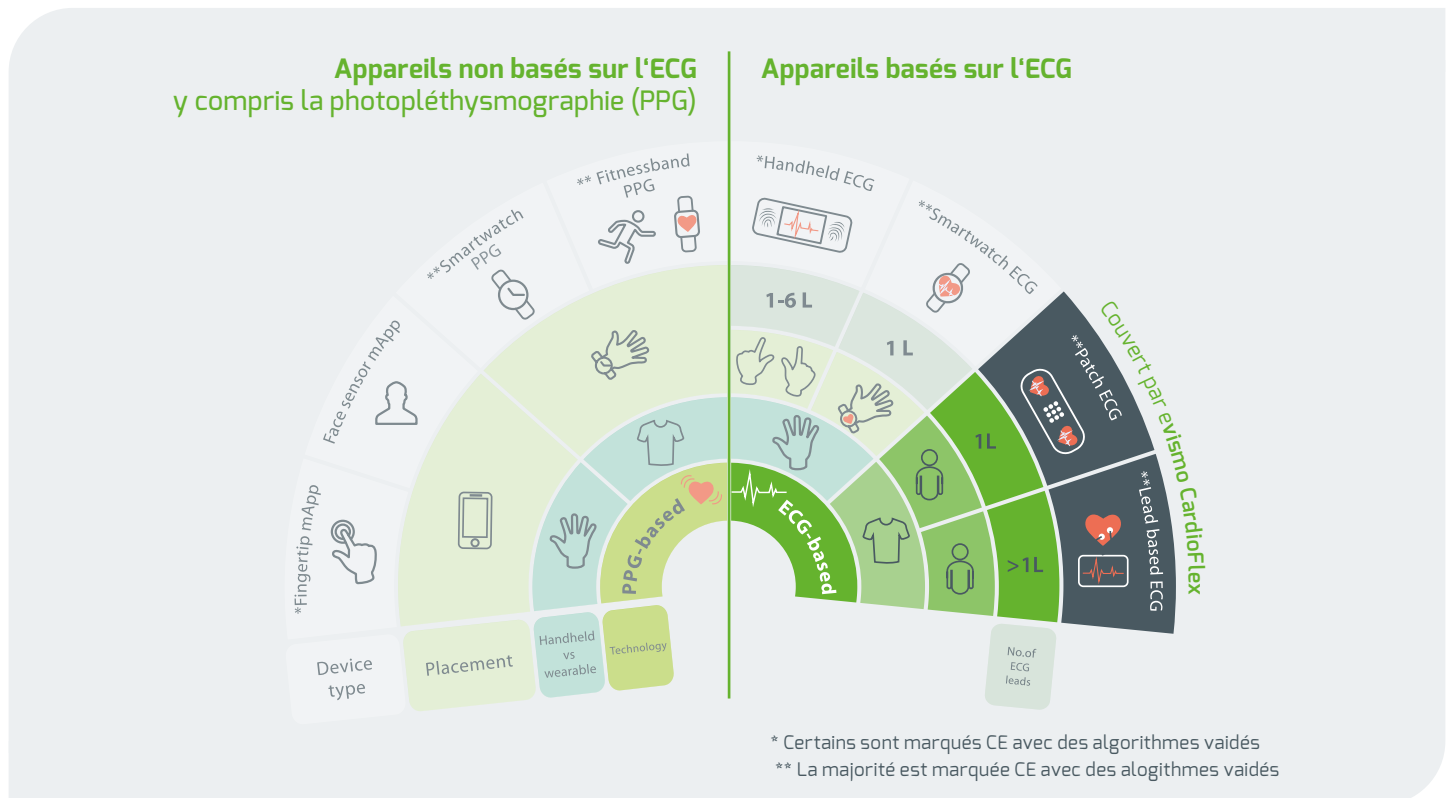 Appareils non basés sur l‘ECG
y compris la photopléthysmographie (PPG)
Appareils basés sur l‘ECG
*Fingertip mApp
Face sensor mApp
**Smartwatch
PPG
** Fitnessband
PPG
*Handheld ECG
**Smartwatch ECG
**Patch ECG
**Lead based ECG
Couvert par evismo CardioFlex
1-6 L
1 L
1L
>1L
PPG-based
ECG-based
Device
type
Placement
Handheld
vs
wearable
Technology
No.of
ECG
leads
* Certains sont marqués CE avec des algorithmes vaidés
** La majorité est marquée CE avec des alogithmes vaidés